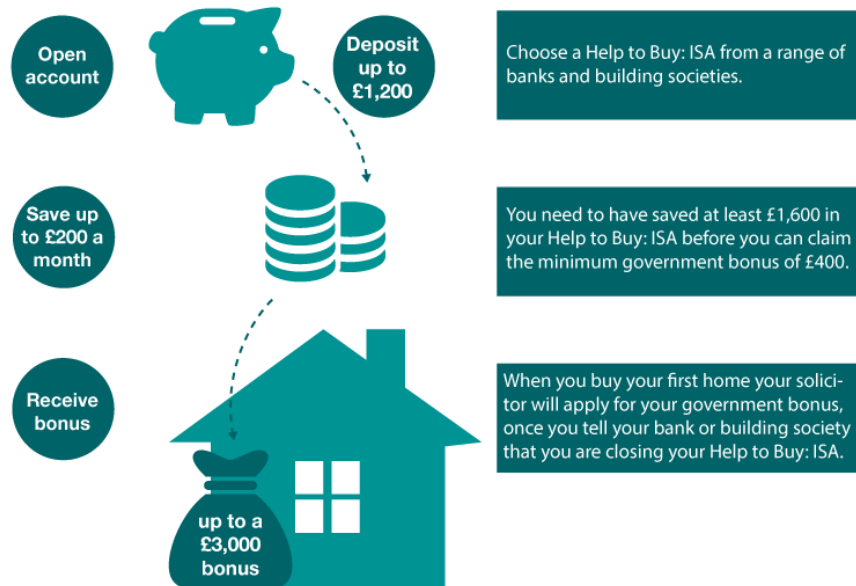 Open
account
Deposit
up to
£1,200
Choose a Help to Buy: ISA from a range of
banks and building societies.
Save up
to £200 a
month
You need to have saved at least £1,600 in
your Help to Buy: ISA before you can claim
the minimum government bonus of £400.
Receive
bonus
When you buy your first home your solici-
tor will apply for your government bonus,
once you tell your bank or building society
that you are closing your Help to Buy: ISA.
up to a
£3,000
bonus